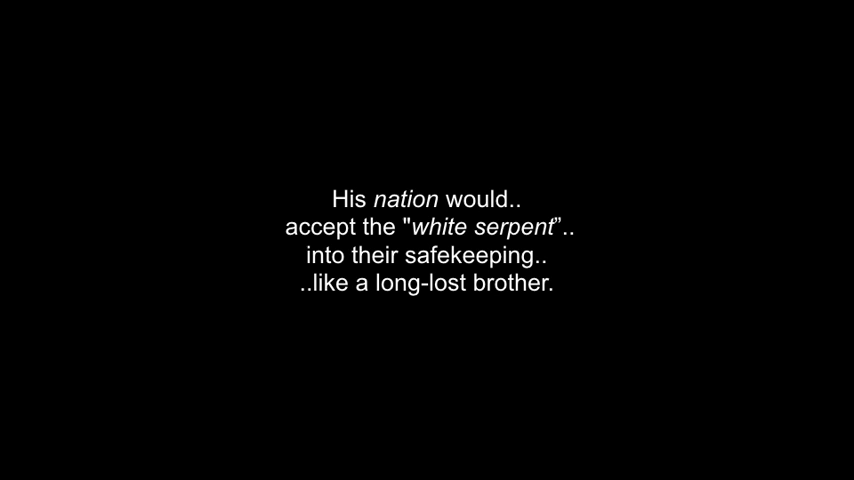 His nation would..
accept the "white serpent”..
into their safekeeping..
..like a long-lost brother.